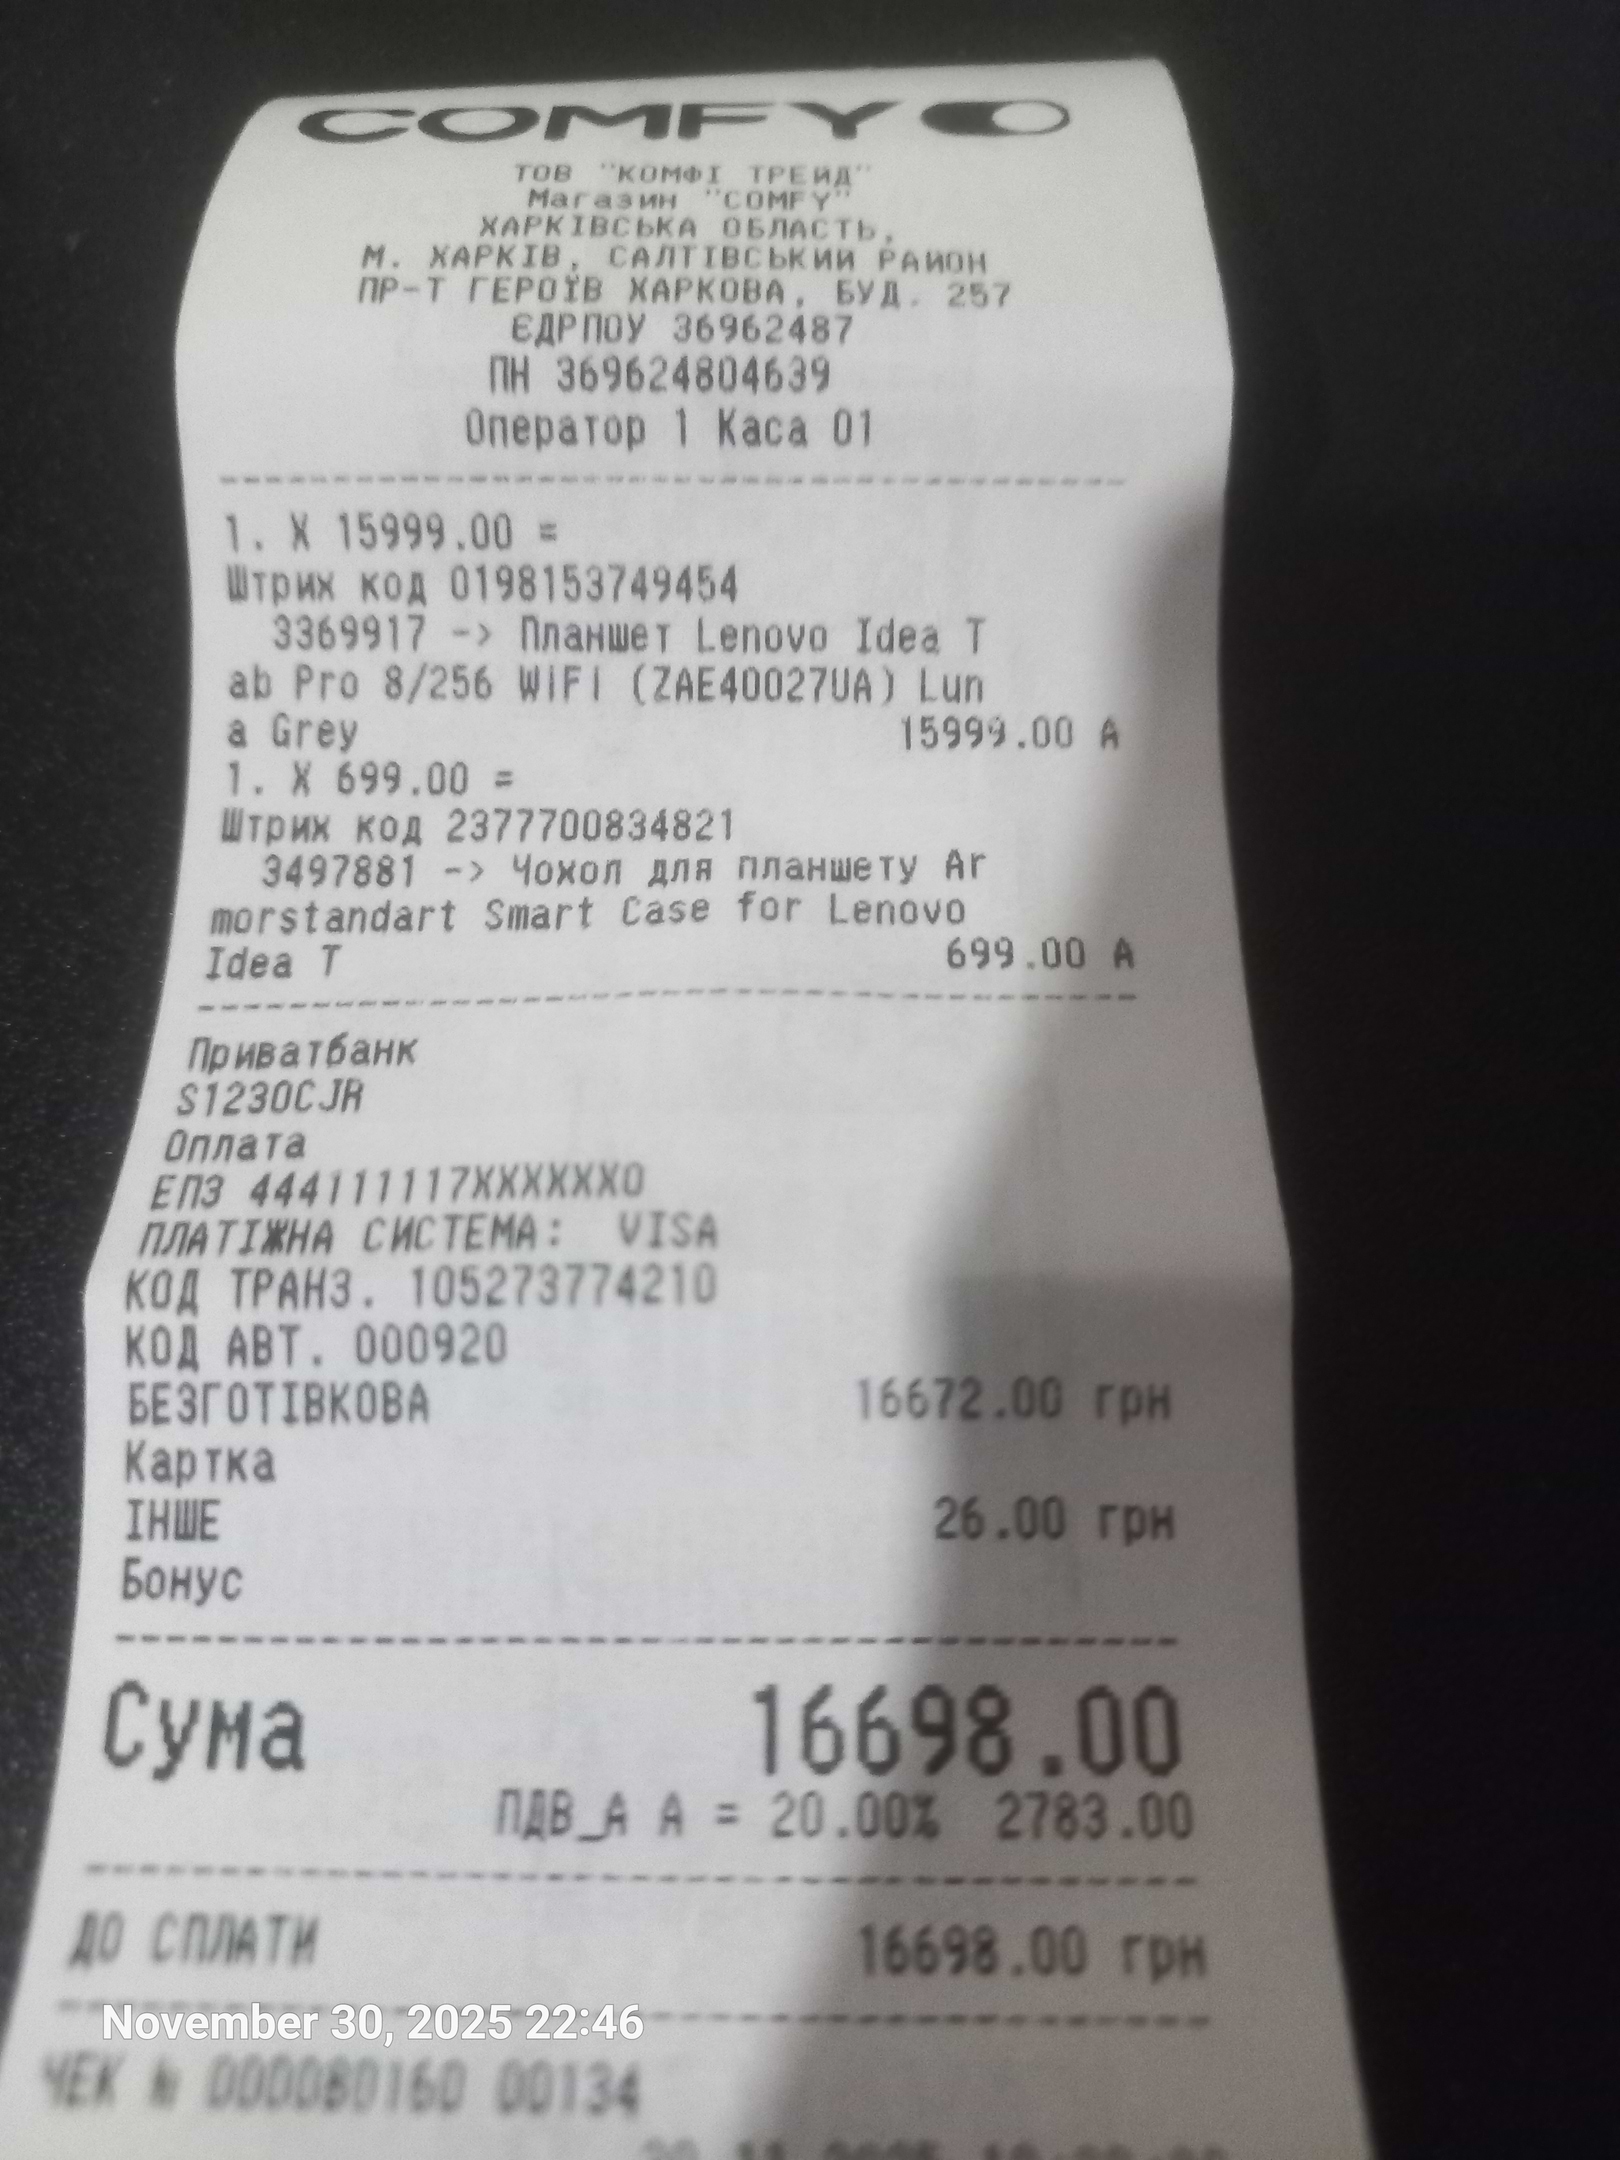 COMFY
ТОВ "КОМФІ ТРЕЙД"
Магазин "COMFY"
ХАРКІВСЬКА ОБЛАСТЬ,
М. ХАРКІВ, САЛТІВСЬКИЙ РАЙОН
ПР-Т ГЕРОЇВ ХАРКОВА, БУД. 257
ЄДРПОУ 36962487
ПН 369624804639
Оператор 1 Каса 01
1. X 15999.00 =
Штрих код 0198153749454
3369917 -> Планшет Lenovo Idea T
ab Pro 8/256 WiFi (ZAE40027UA) Lun
a Grey 15999.00 А
1. X 699.00 =
Штрих код 2377700834821
3497881 -> Чохол для планшету Ar
morstandart Smart Case for Lenovo
Idea T 699.00 А
Приватбанк
S1230CJR
Оплата
ЕПЗ 444111117XXXXXX0
ПЛАТІЖНА СИСТЕМА: VISA
КОД ТРАНЗ. 105273774210
КОД АВТ. 000920
БЕЗГОТІВКОВА 16672.00 грн
Картка
ІНШЕ 26.00 грн
Бонус
Сума 16698.00
ПДВ_А А = 20.00% 2783.00
ДО СПЛАТИ 16698.00 грн
November 30, 2025 22:46
ЧЕК № 000080160 00134